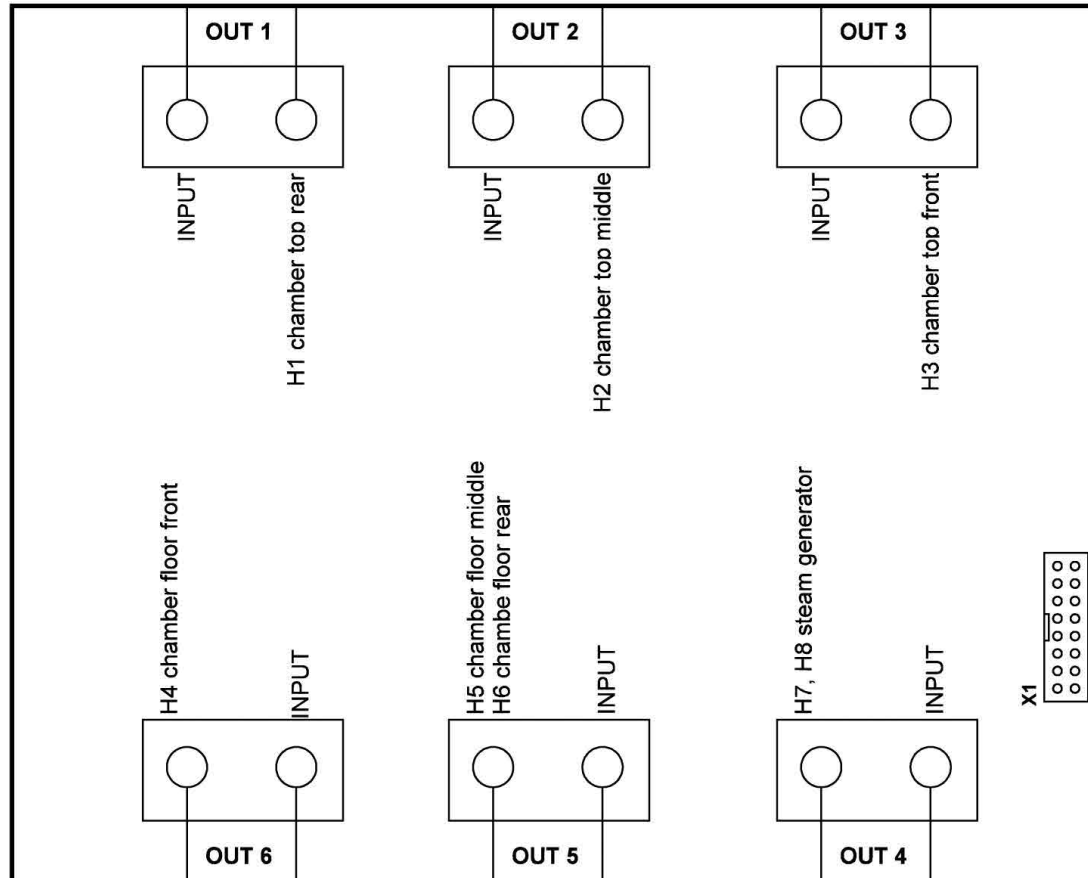 OUT 1
OUT 2
OUT 3
INPUT
H1 chamber top rear
INPUT
H2 chamber top middle
INPUT
H3 chamber top front
H4 chamber floor front
INPUT
H5 chamber floor middle
H6 chambe floor rear
INPUT
H7, H8 steam generator
INPUT
X1
OUT 6
OUT 5
OUT 4